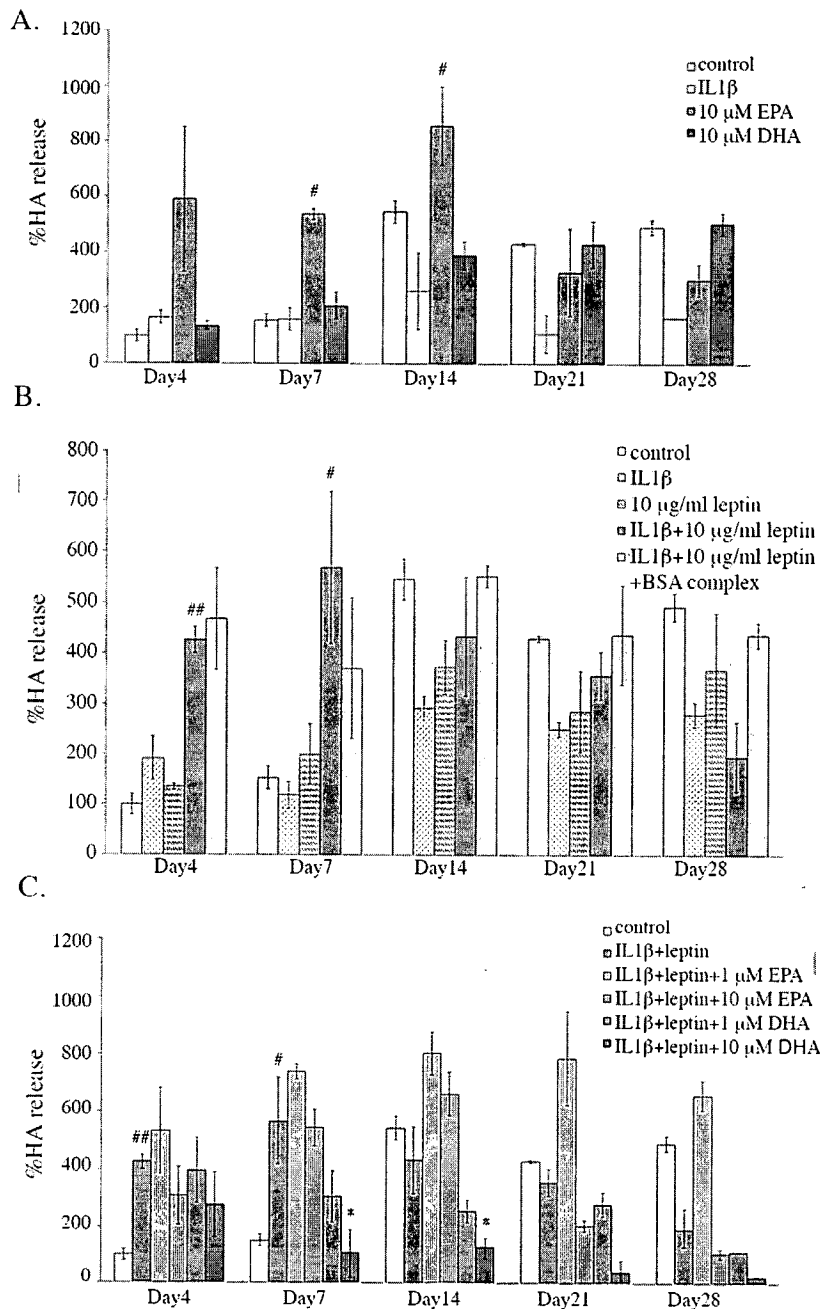 A.
1200
1000
800
600
400
200
0
%HA release
#
#
control
IL1β
10 μM EPA
10 μM DHA
Day4
Day7
Day14
Day21
Day28
B.
800
700
600
500
400
300
200
100
0
%HA release
##
#
control
IL1β
10 μg/ml leptin
IL1β+10 μg/ml leptin
IL1β+10 μg/ml leptin
+BSA complex
Day4
Day7
Day14
Day21
Day28
C.
1200
1000
800
600
400
200
0
%HA release
##
#
*
*
control
IL1β+leptin
IL1β+leptin+1 μM EPA
IL1β+leptin+10 μM EPA
IL1β+leptin+1 μM DHA
IL1β+leptin+10 μM DHA
Day4
Day7
Day14
Day21
Day28